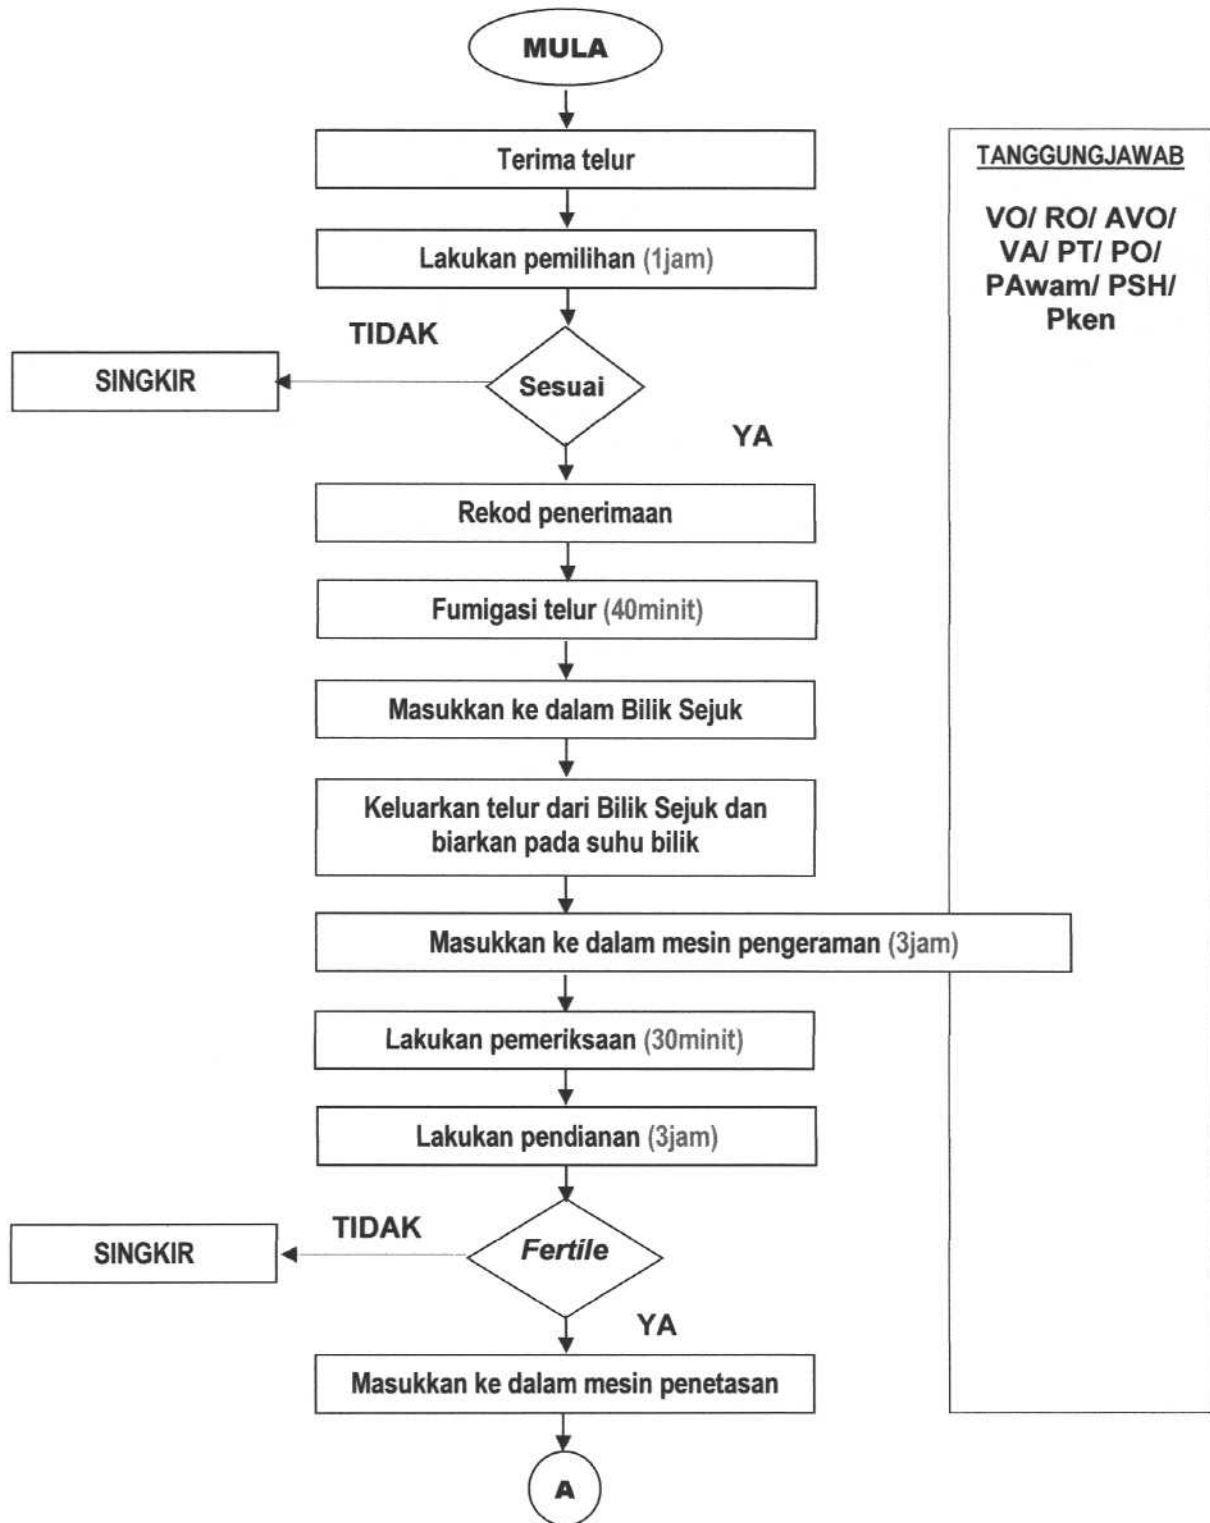 MULA
Terima telur
TANGGUNGJAWAB
VO/ RO/ AVO/
VA/ PT/ PO/
PAwam/ PSH/
Pken
Lakukan pemilihan (1jam)
TIDAK
SINGKIR
Sesuai
YA
Rekod penerimaan
Fumigasi telur (40minit)
Masukkan ke dalam Bilik Sejuk
Keluarkan telur dari Bilik Sejuk dan
biarkan pada suhu bilik
Masukkan ke dalam mesin pengeraman (3jam)
Lakukan pemeriksaan (30minit)
Lakukan pendianan (3jam)
TIDAK
SINGKIR
Fertile
YA
Masukkan ke dalam mesin penetasan
A